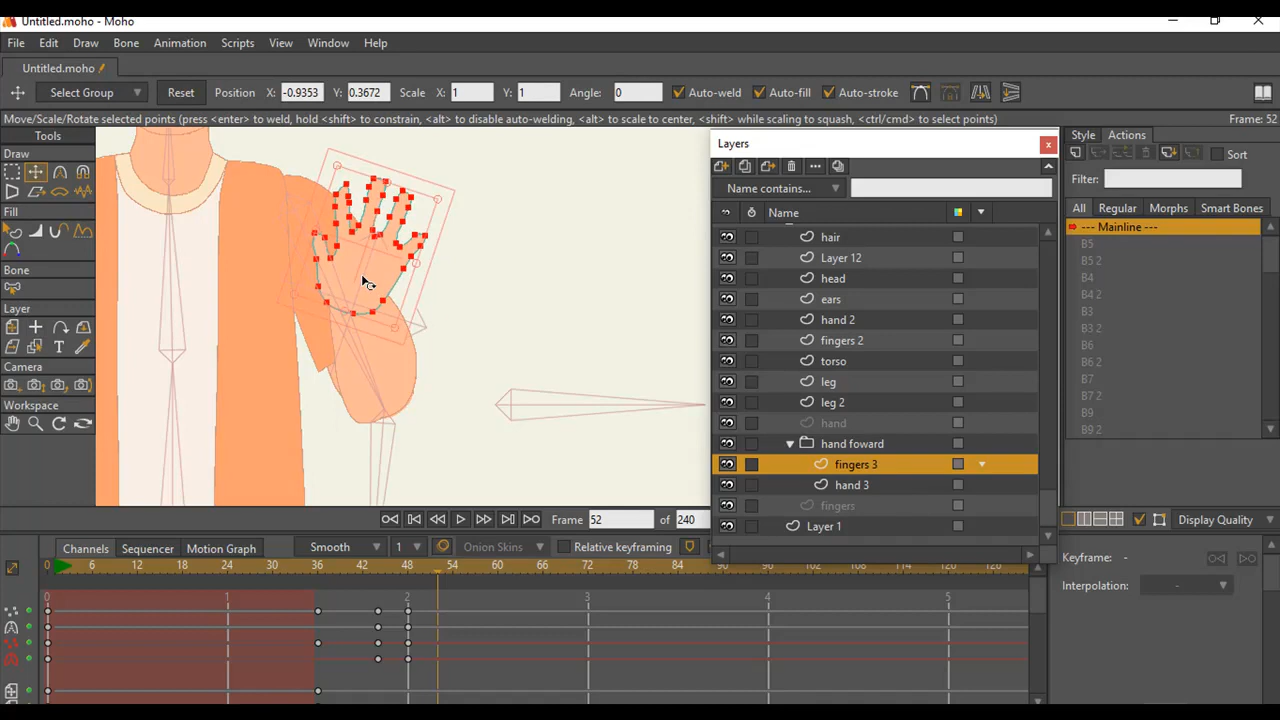 Untitled.moho - Moho
File Edit Draw Bone Animation Scripts View Window Help
Untitled.moho
Select Group Reset Position X: -0.9353 Y: 0.3672 Scale X: 1 Y: 1 Angle: 0 Auto-weld Auto-fill Auto-stroke
Move/Scale/Rotate selected points (press <enter> to weld, hold <shift> to constrain, <alt> to disable auto-welding, <alt> to scale to center, <shift> while scaling to squash, <ctrl/cmd> to select points) Frame: 52
Tools
Draw
Fill
Bone
Layer
Camera
Workspace
Layers
Name contains...
Name
hair
Layer 12
head
ears
hand 2
fingers 2
torso
leg
leg 2
hand
hand foward
fingers 3
hand 3
fingers
Layer 1
Style Actions
Sort
Filter:
All Regular Morphs Smart Bones
--- Mainline ---
B5
B5 2
B4
B4 2
B3
B3 2
B6
B6 2
B7
B7 2
B9
B9 2
Frame 52 of 240
Display Quality
Channels Sequencer Motion Graph Smooth 1 Onion Skins Relative keyframing
Keyframe: -
Interpolation: -
0 6 12 18 24 30 36 42 48 54 60 66 72 78 84 90 96 102 108 114 120 126
0 1 2 3 4 5